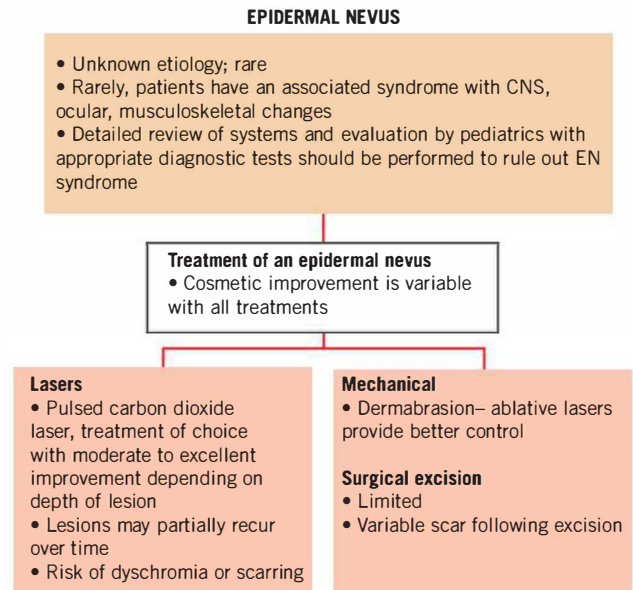 EPIDERMAL NEVUS
• Unknown etiology; rare
• Rarely, patients have an associated syndrome with CNS,
ocular, musculoskeletal changes
• Detailed review of systems and evaluation by pediatrics with
appropriate diagnostic tests should be performed to rule out EN
syndrome
Treatment of an epidermal nevus
• Cosmetic improvement is variable
with all treatments
Lasers
• Pulsed carbon dioxide
laser, treatment of choice
with moderate to excellent
improvement depending on
depth of lesion
• Lesions may partially recur
over time
• Risk of dyschromia or scarring
Mechanical
• Dermabrasion– ablative lasers
provide better control
Surgical excision
• Limited
• Variable scar following excision